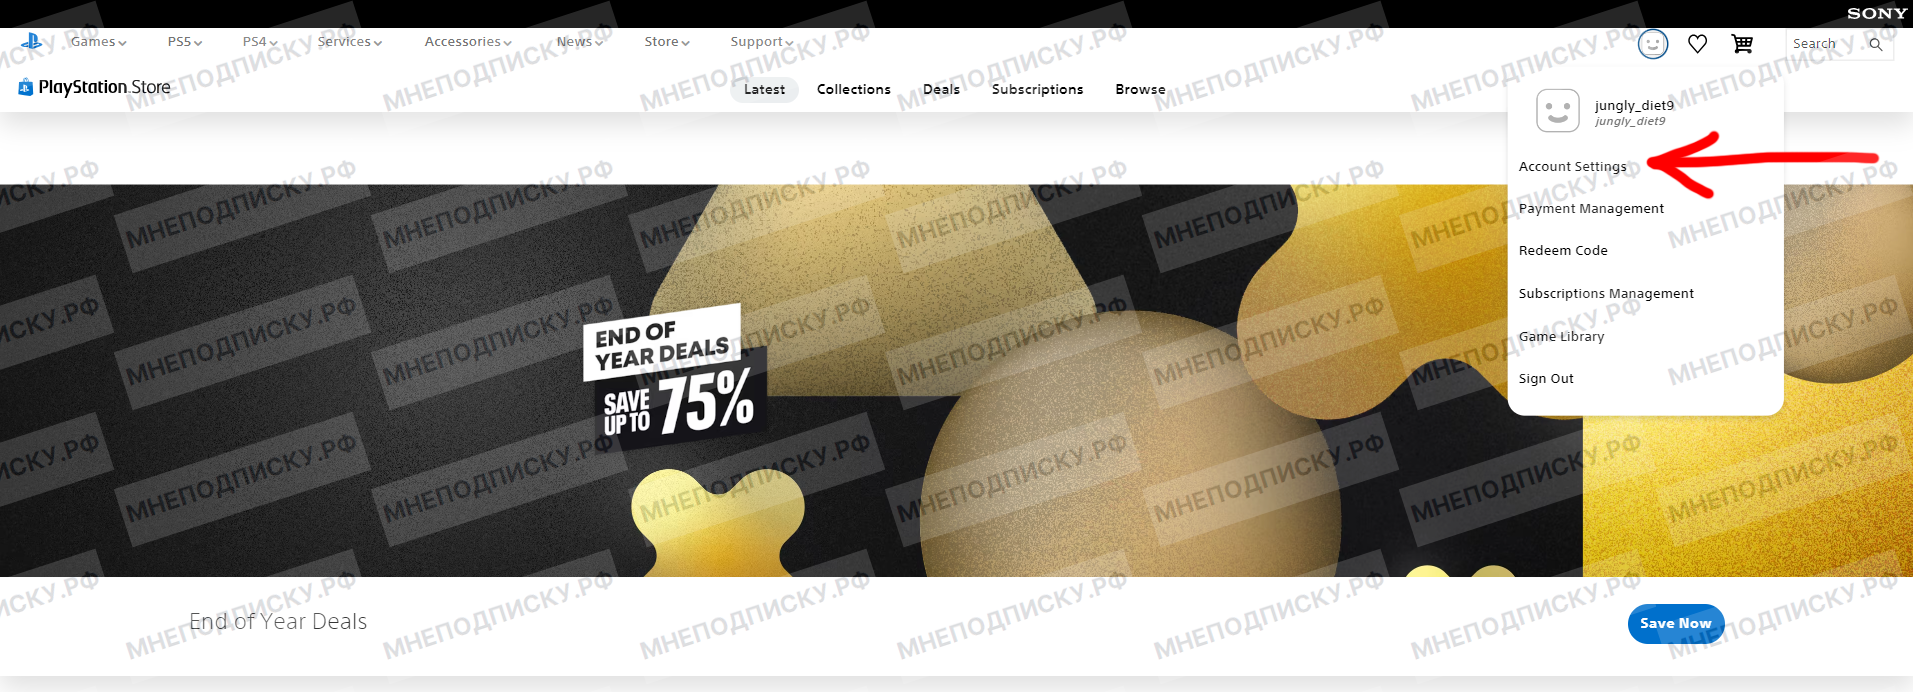 SONY
Games PS5 PS4 Services Accessories News Store Support Search
PlayStation Store
Latest Collections Deals Subscriptions Browse
jungly_diet9
jungly_diet9
Account Settings
Payment Management
Redeem Code
Subscriptions Management
Game Library
Sign Out
END OF
YEAR DEALS
SAVE
UP TO
75%
End of Year Deals
Save Now
МНЕПОДПИСКУ.РФ